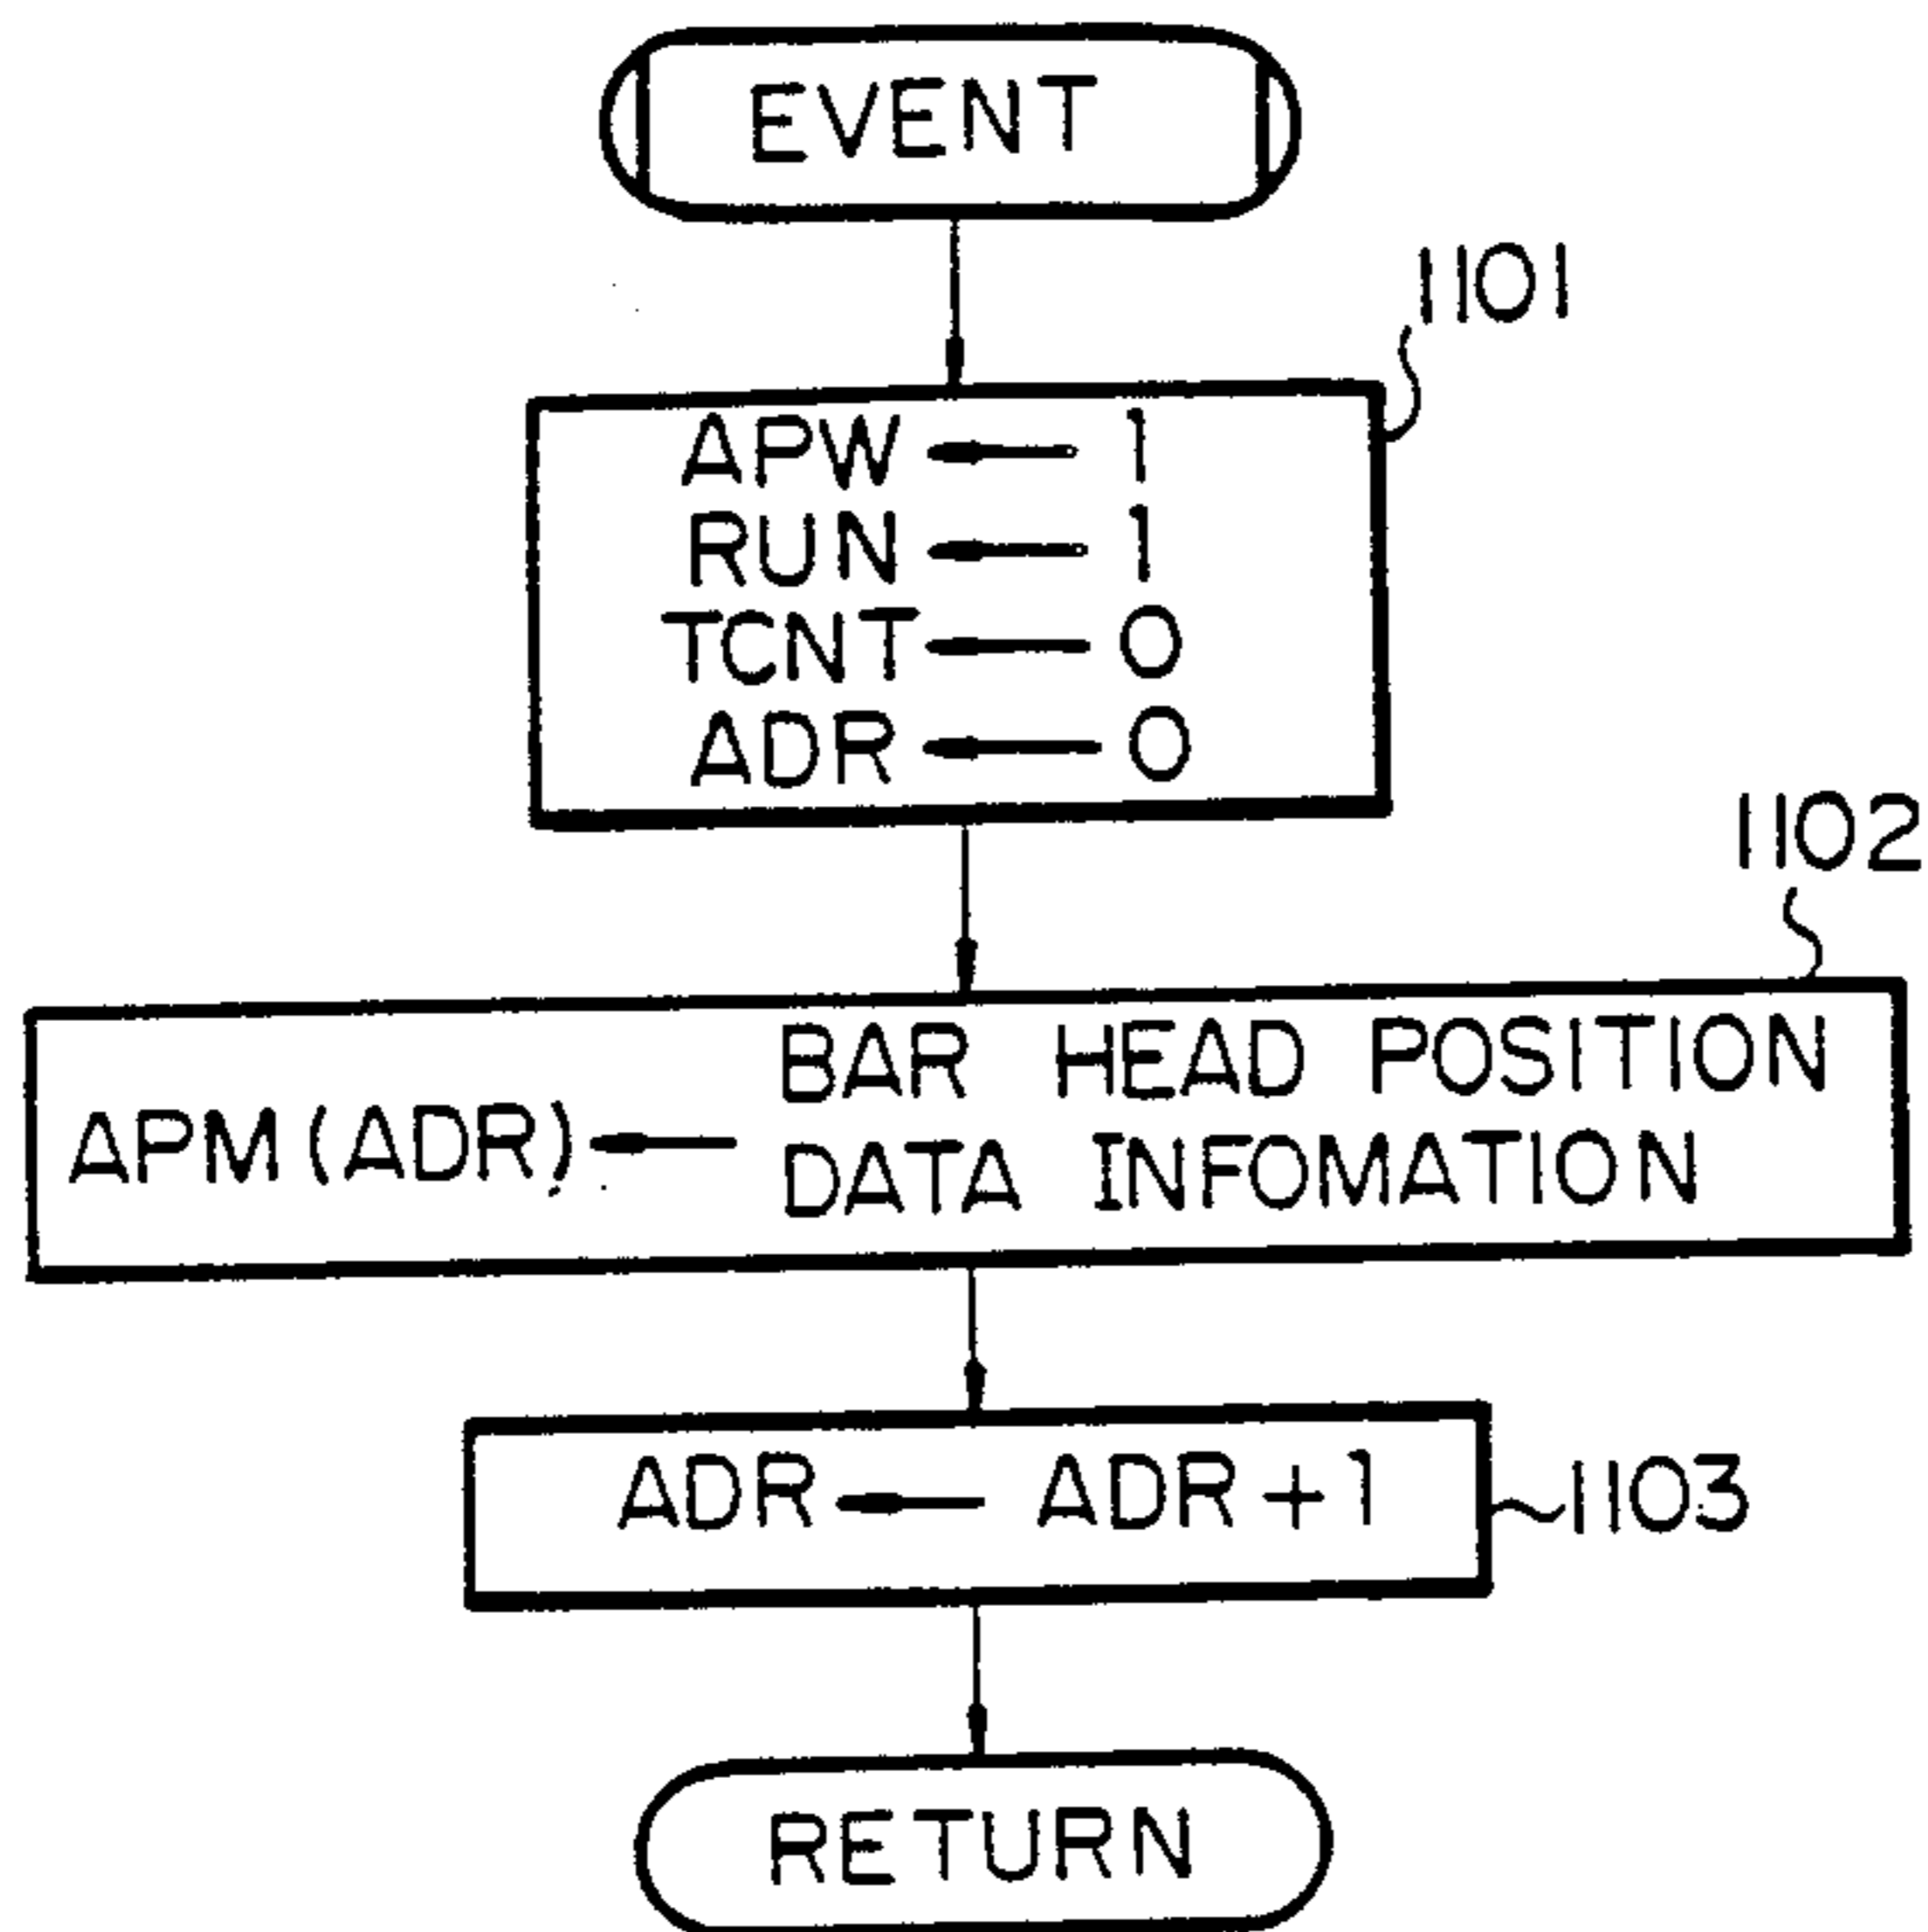 EVENT
1101
APW ← 1
RUN ← 1
TCNT ← 0
ADR ← 0
1102
BAR HEAD POSITION
APM (ADR) ←
DATA INFOMATION
ADR ← ADR + 1
1103
RETURN